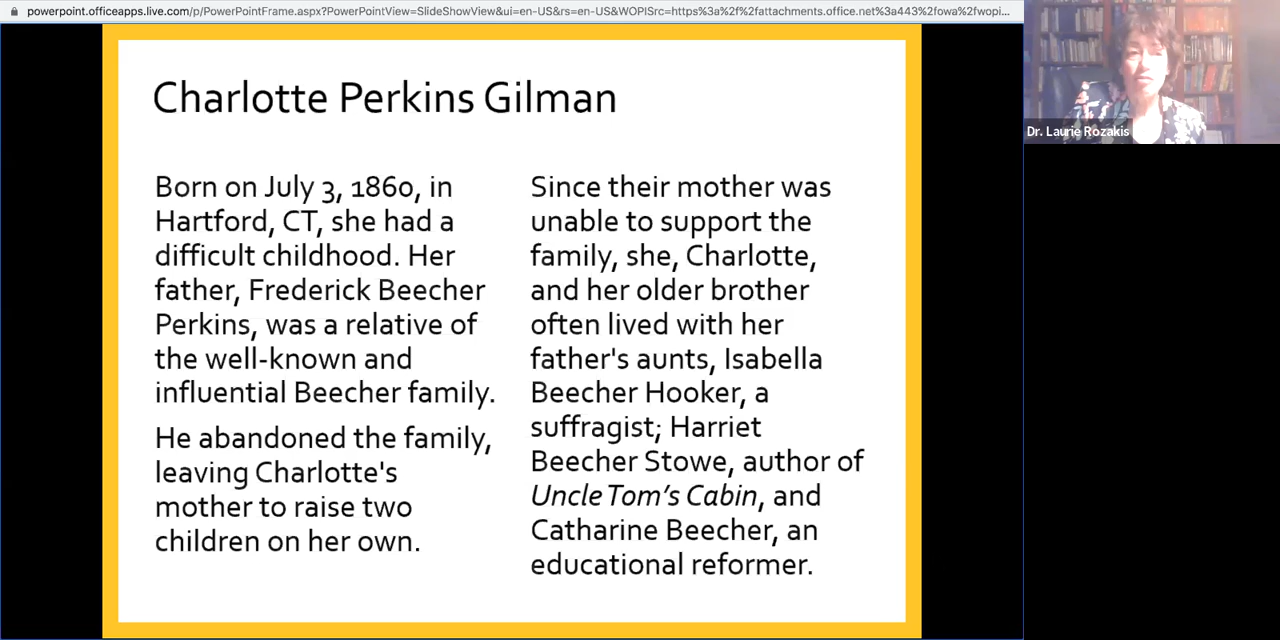 powerpoint.officeapps.live.com/p/PowerPointFrame.aspx?PowerPointView=SlideShowView&ui=en-US&rs=en-US&WOPISrc=https%3a%2f%2fattachments.office.net%3a443%2fowa%2fwopi...
Charlotte Perkins Gilman
Born on July 3, 1860, in
Hartford, CT, she had a
difficult childhood. Her
father, Frederick Beecher
Perkins, was a relative of
the well-known and
influential Beecher family.
He abandoned the family,
leaving Charlotte's
mother to raise two
children on her own.
Since their mother was
unable to support the
family, she, Charlotte,
and her older brother
often lived with her
father's aunts, Isabella
Beecher Hooker, a
suffragist; Harriet
Beecher Stowe, author of
Uncle Tom’s Cabin, and
Catharine Beecher, an
educational reformer.
Dr. Laurie Rozakis